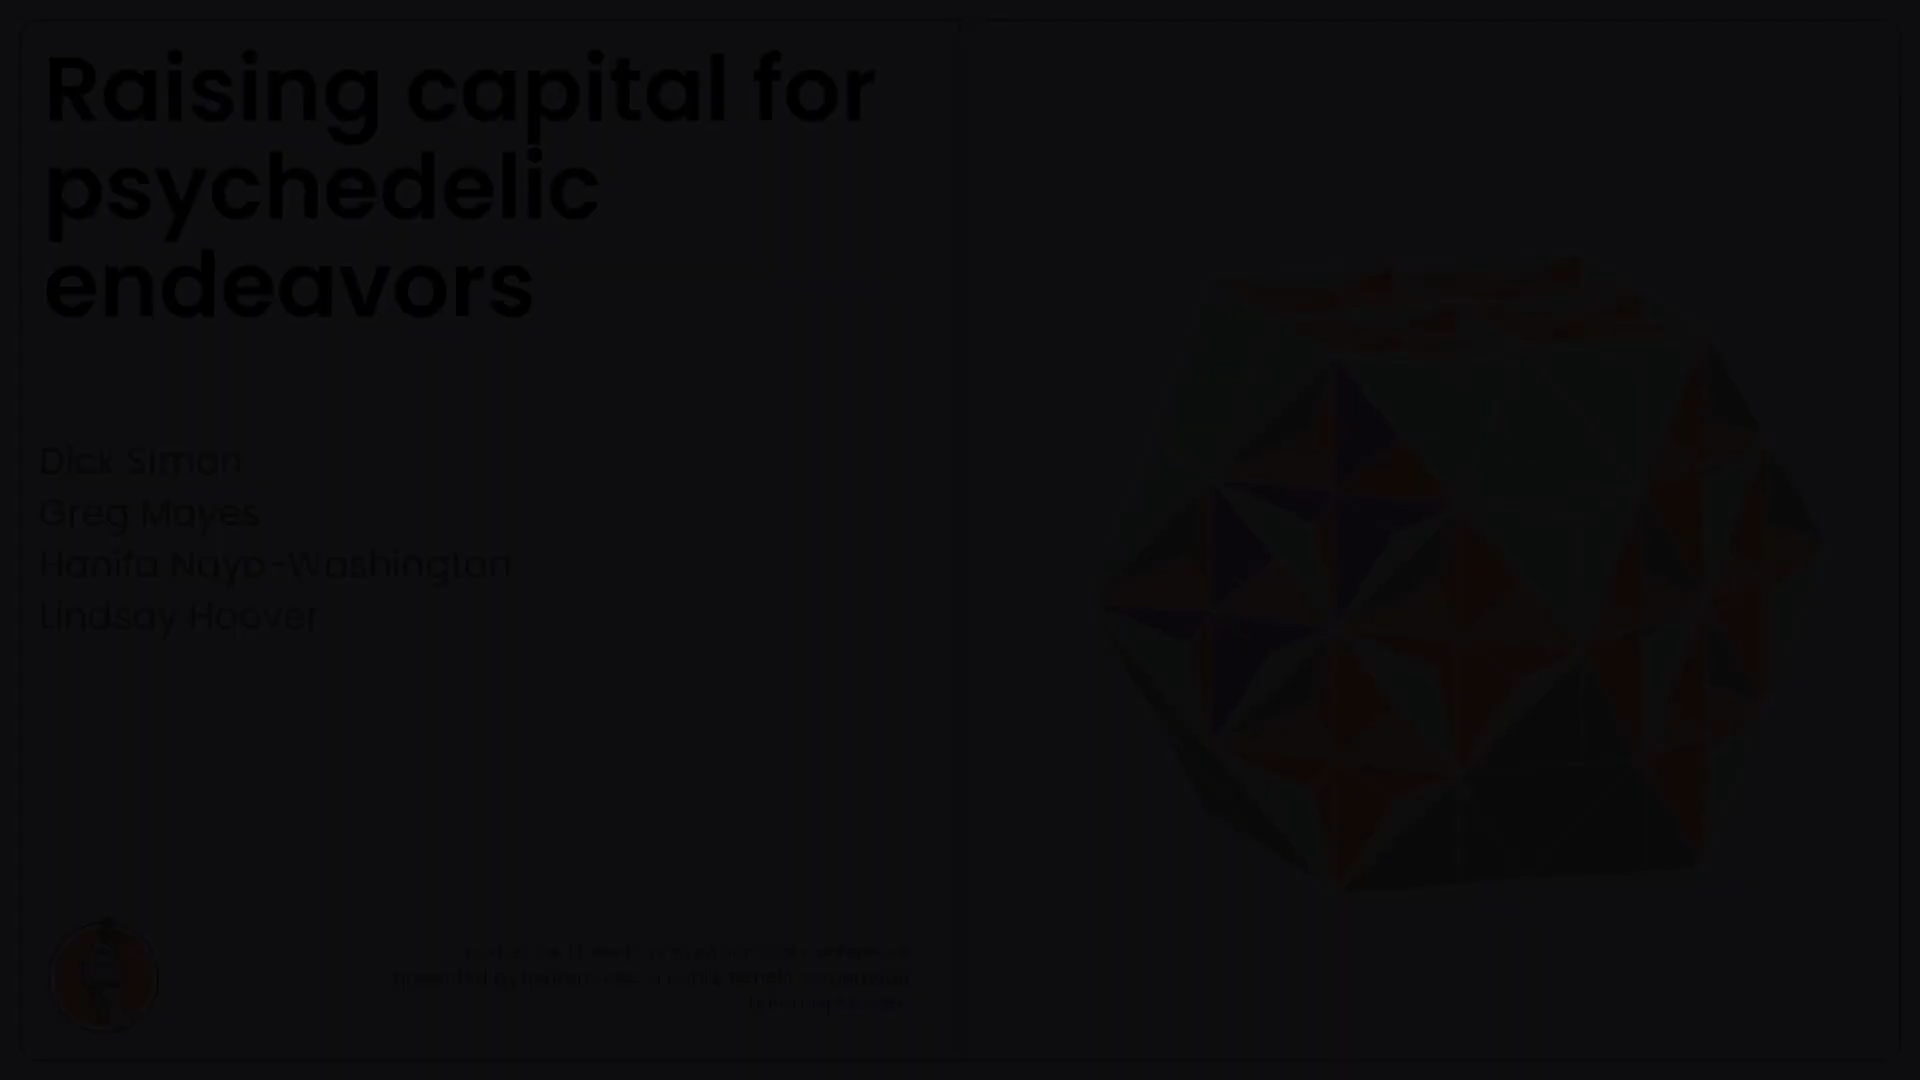 Raising capital for
psychedelic
endeavors
Dick Simon
Greg Mayes
Hanifa Nayo-Washington
Lindsay Hoover